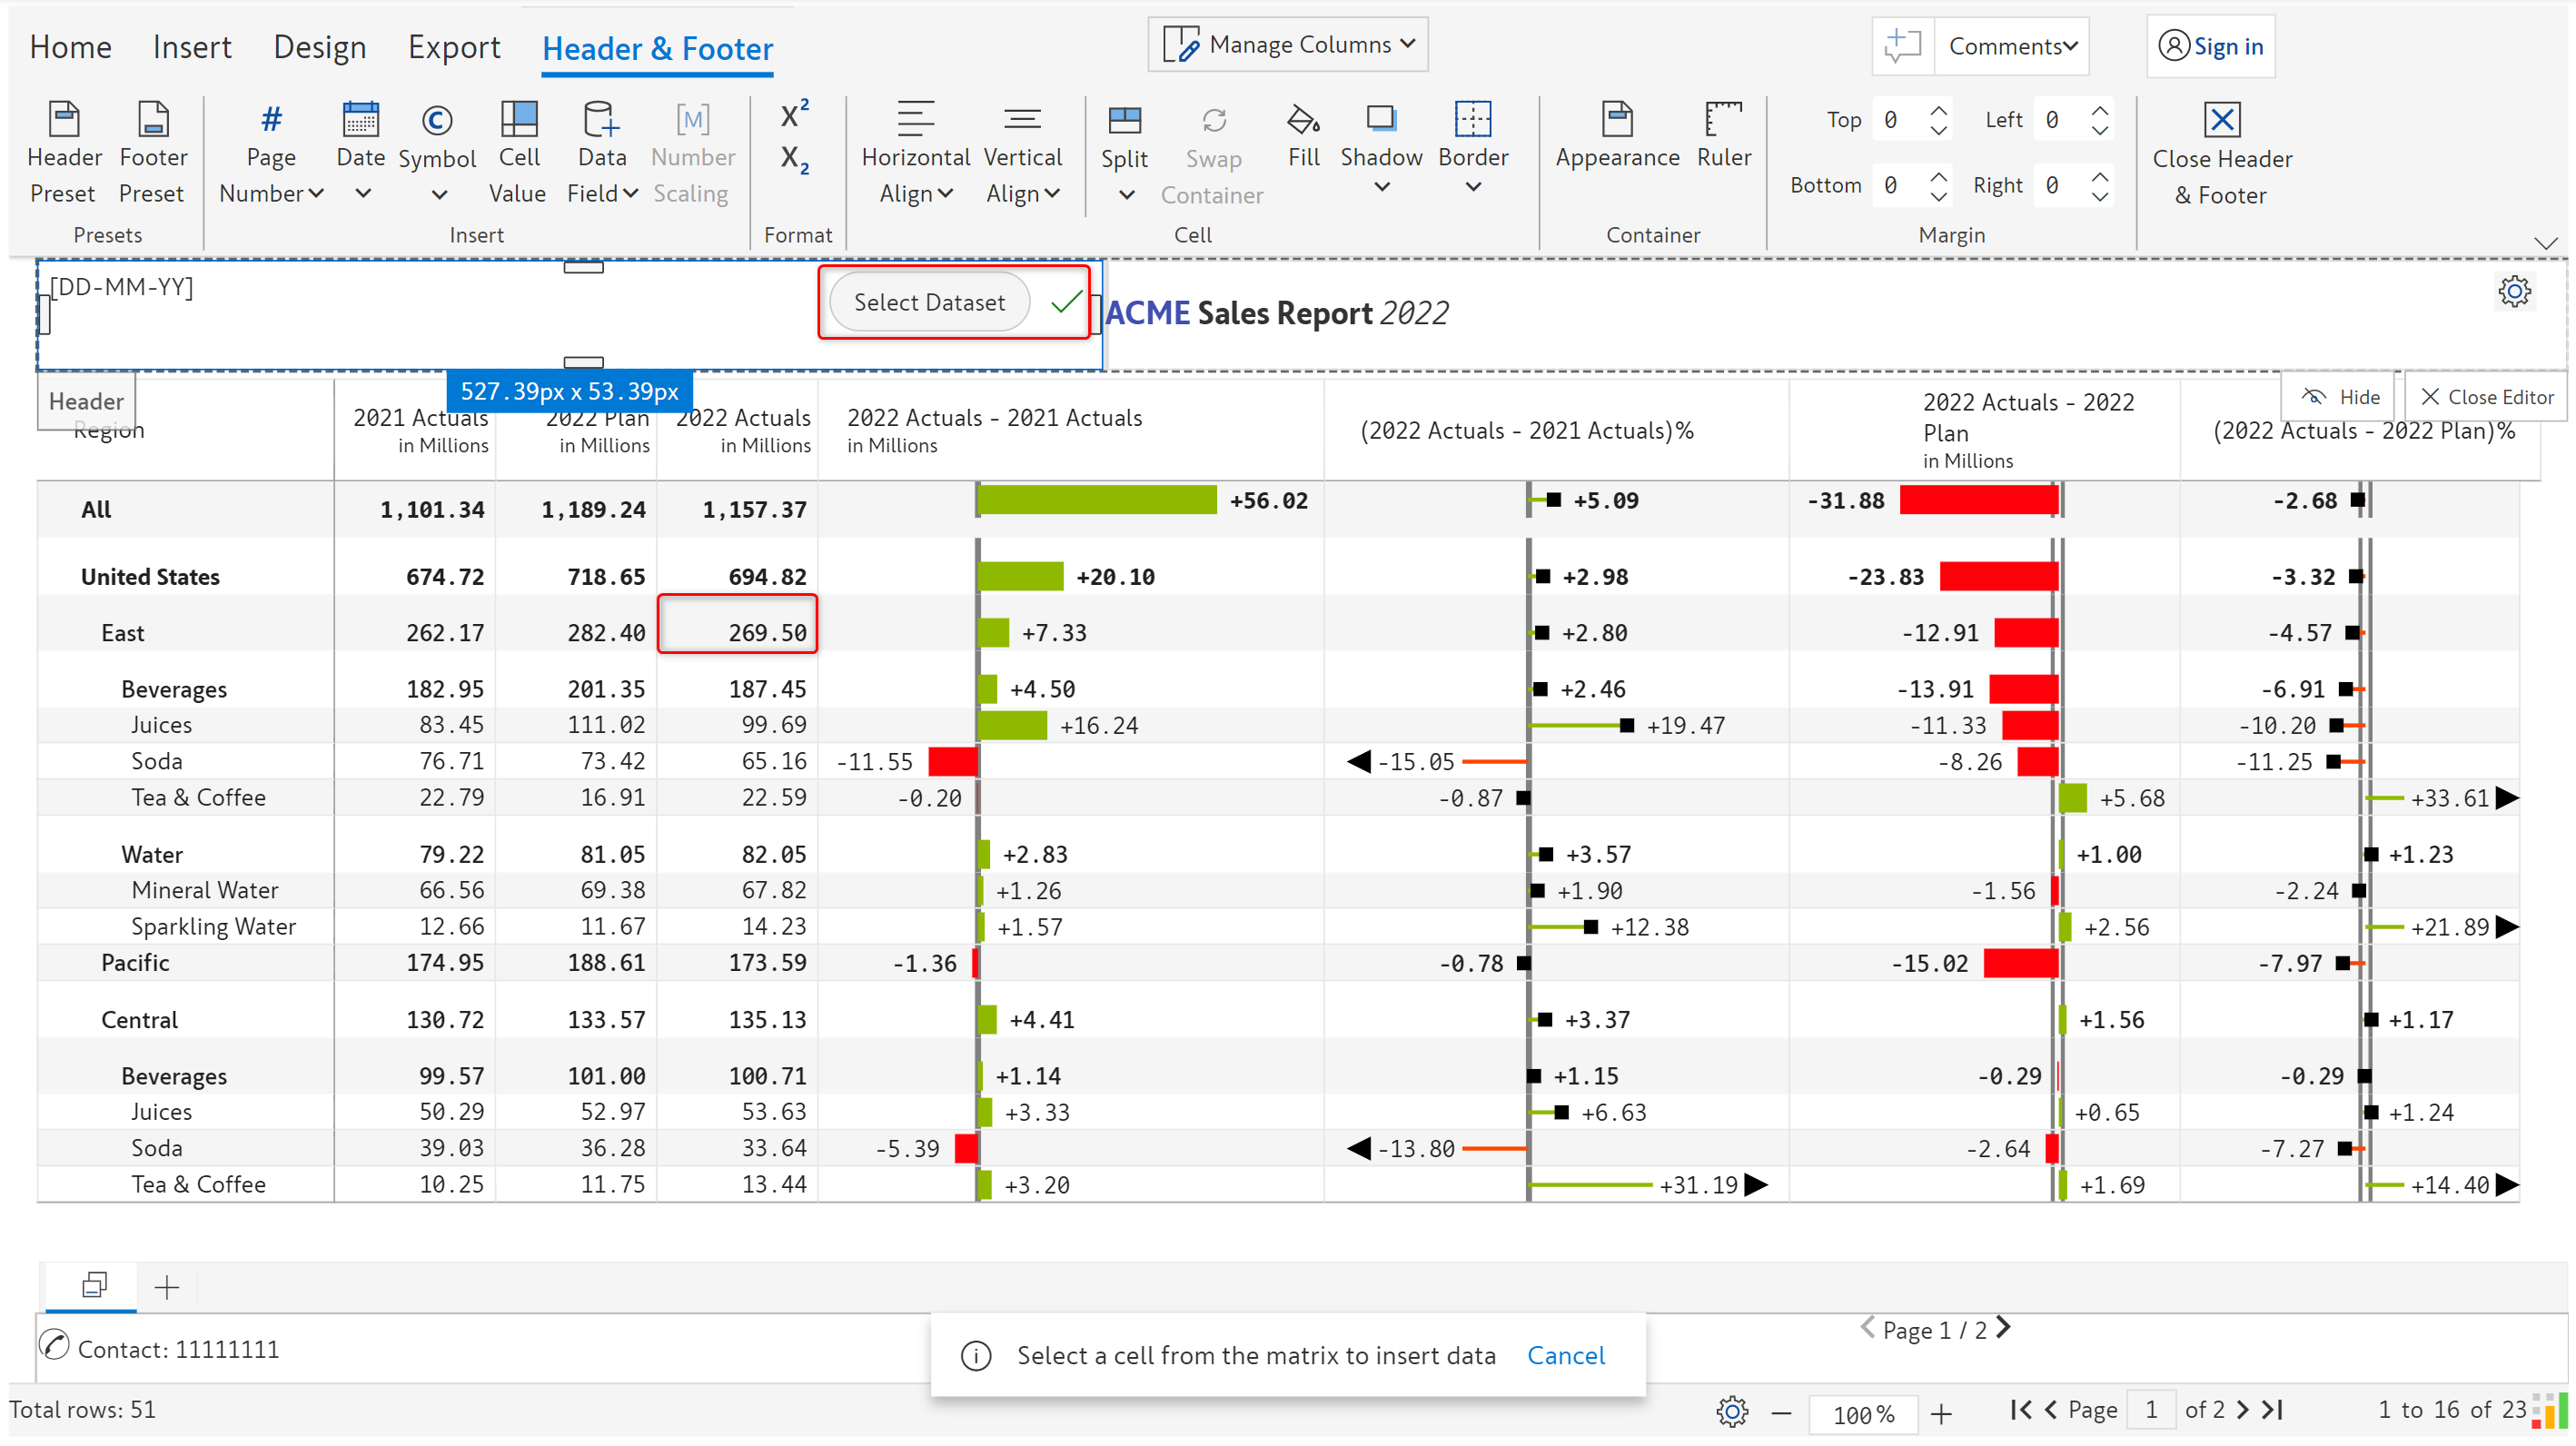 Home Insert Design Export Header & Footer Manage Columns Comments Sign in
Header Preset Footer Preset Page Number Date Symbol Cell Value Data Field [M] Number Scaling X² X₂ Horizontal Align Vertical Align Split Swap Container Fill Shadow Border Appearance Ruler Top 0 Left 0 Bottom 0 Right 0 Close Header & Footer
Presets Insert Format Cell Container Margin
[DD-MM-YY] Select Dataset ACME Sales Report 2022
527.39px x 53.39px
Header Hide Close Editor
Region 2021 Actuals in Millions 2022 Plan in Millions 2022 Actuals in Millions 2022 Actuals - 2021 Actuals in Millions (2022 Actuals - 2021 Actuals)% 2022 Actuals - 2022 Plan in Millions (2022 Actuals - 2022 Plan)%
All 1,101.34 1,189.24 1,157.37 +56.02 +5.09 -31.88 -2.68
United States 674.72 718.65 694.82 +20.10 +2.98 -23.83 -3.32
East 262.17 282.40 269.50 +7.33 +2.80 -12.91 -4.57
Beverages 182.95 201.35 187.45 +4.50 +2.46 -13.91 -6.91
Juices 83.45 111.02 99.69 +16.24 +19.47 -11.33 -10.20
Soda 76.71 73.42 65.16 -11.55 -15.05 -8.26 -11.25
Tea & Coffee 22.79 16.91 22.59 -0.20 -0.87 +5.68 +33.61
Water 79.22 81.05 82.05 +2.83 +3.57 +1.00 +1.23
Mineral Water 66.56 69.38 67.82 +1.26 +1.90 -1.56 -2.24
Sparkling Water 12.66 11.67 14.23 +1.57 +12.38 +2.56 +21.89
Pacific 174.95 188.61 173.59 -1.36 -0.78 -15.02 -7.97
Central 130.72 133.57 135.13 +4.41 +3.37 +1.56 +1.17
Beverages 99.57 101.00 100.71 +1.14 +1.15 -0.29 -0.29
Juices 50.29 52.97 53.63 +3.33 +6.63 +0.65 +1.24
Soda 39.03 36.28 33.64 -5.39 -13.80 -2.64 -7.27
Tea & Coffee 10.25 11.75 13.44 +3.20 +31.19 +1.69 +14.40
Contact: 11111111 Select a cell from the matrix to insert data Cancel Page 1 / 2
Total rows: 51 100% Page 1 of 2 1 to 16 of 23